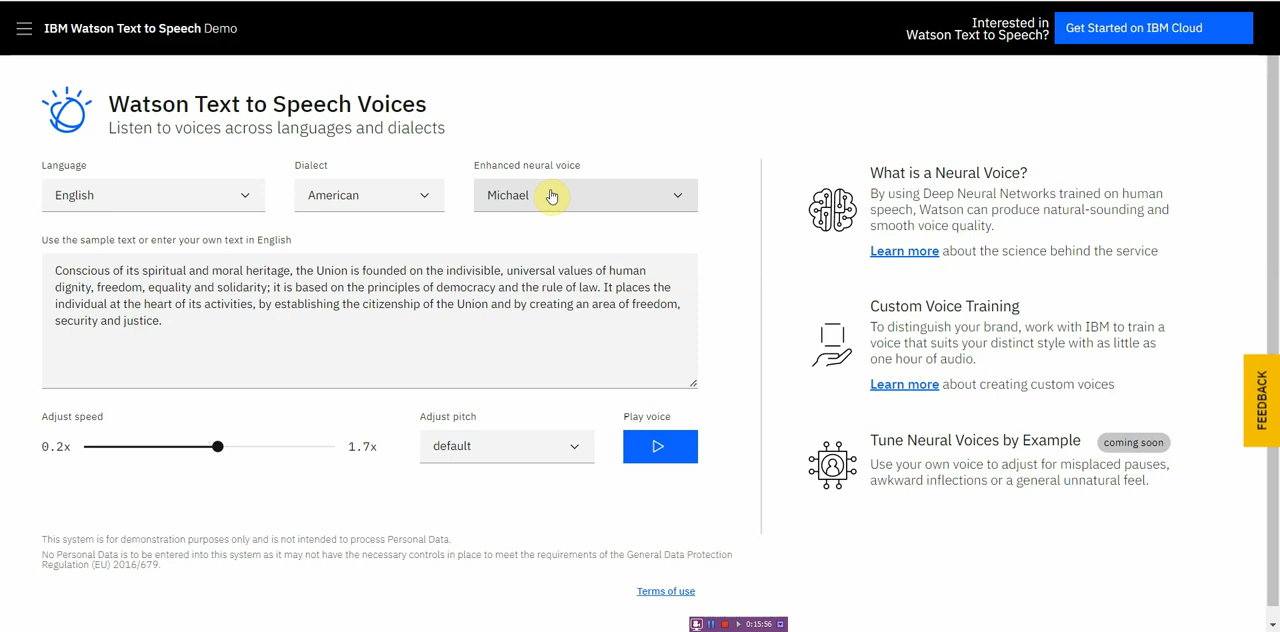 IBM Watson Text to Speech Demo
Interested in
Watson Text to Speech?
Get Started on IBM Cloud
Watson Text to Speech Voices
Listen to voices across languages and dialects
Language
Dialect
Enhanced neural voice
English
American
Michael
Use the sample text or enter your own text in English
Conscious of its spiritual and moral heritage, the Union is founded on the indivisible, universal values of human
dignity, freedom, equality and solidarity; it is based on the principles of democracy and the rule of law. It places the
individual at the heart of its activities, by establishing the citizenship of the Union and by creating an area of freedom,
security and justice.
Adjust speed
Adjust pitch
Play voice
0.2x
1.7x
default
This system is for demonstration purposes only and is not intended to process Personal Data.
No Personal Data is to be entered into this system as it may not have the necessary controls in place to meet the requirements of the General Data Protection
Regulation (EU) 2016/679.
Terms of use
What is a Neural Voice?
By using Deep Neural Networks trained on human
speech, Watson can produce natural-sounding and
smooth voice quality.
Learn more about the science behind the service
Custom Voice Training
To distinguish your brand, work with IBM to train a
voice that suits your distinct style with as little as
one hour of audio.
Learn more about creating custom voices
Tune Neural Voices by Example coming soon
Use your own voice to adjust for misplaced pauses,
awkward inflections or a general unnatural feel.
FEEDBACK
0:15:56